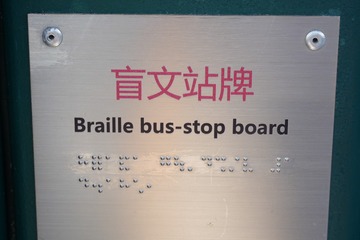 盲文站牌
Braille bus-stop board